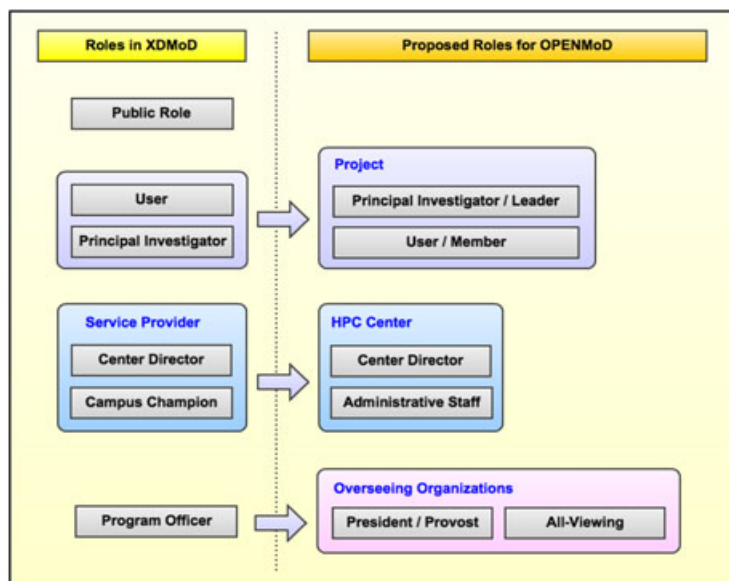 Roles in XDMoD
Proposed Roles for OPENMoD
Public Role
User
Principal Investigator
Project
Principal Investigator / Leader
User / Member
Service Provider
Center Director
Campus Champion
HPC Center
Center Director
Administrative Staff
Program Officer
Overseeing Organizations
President / Provost
All-Viewing